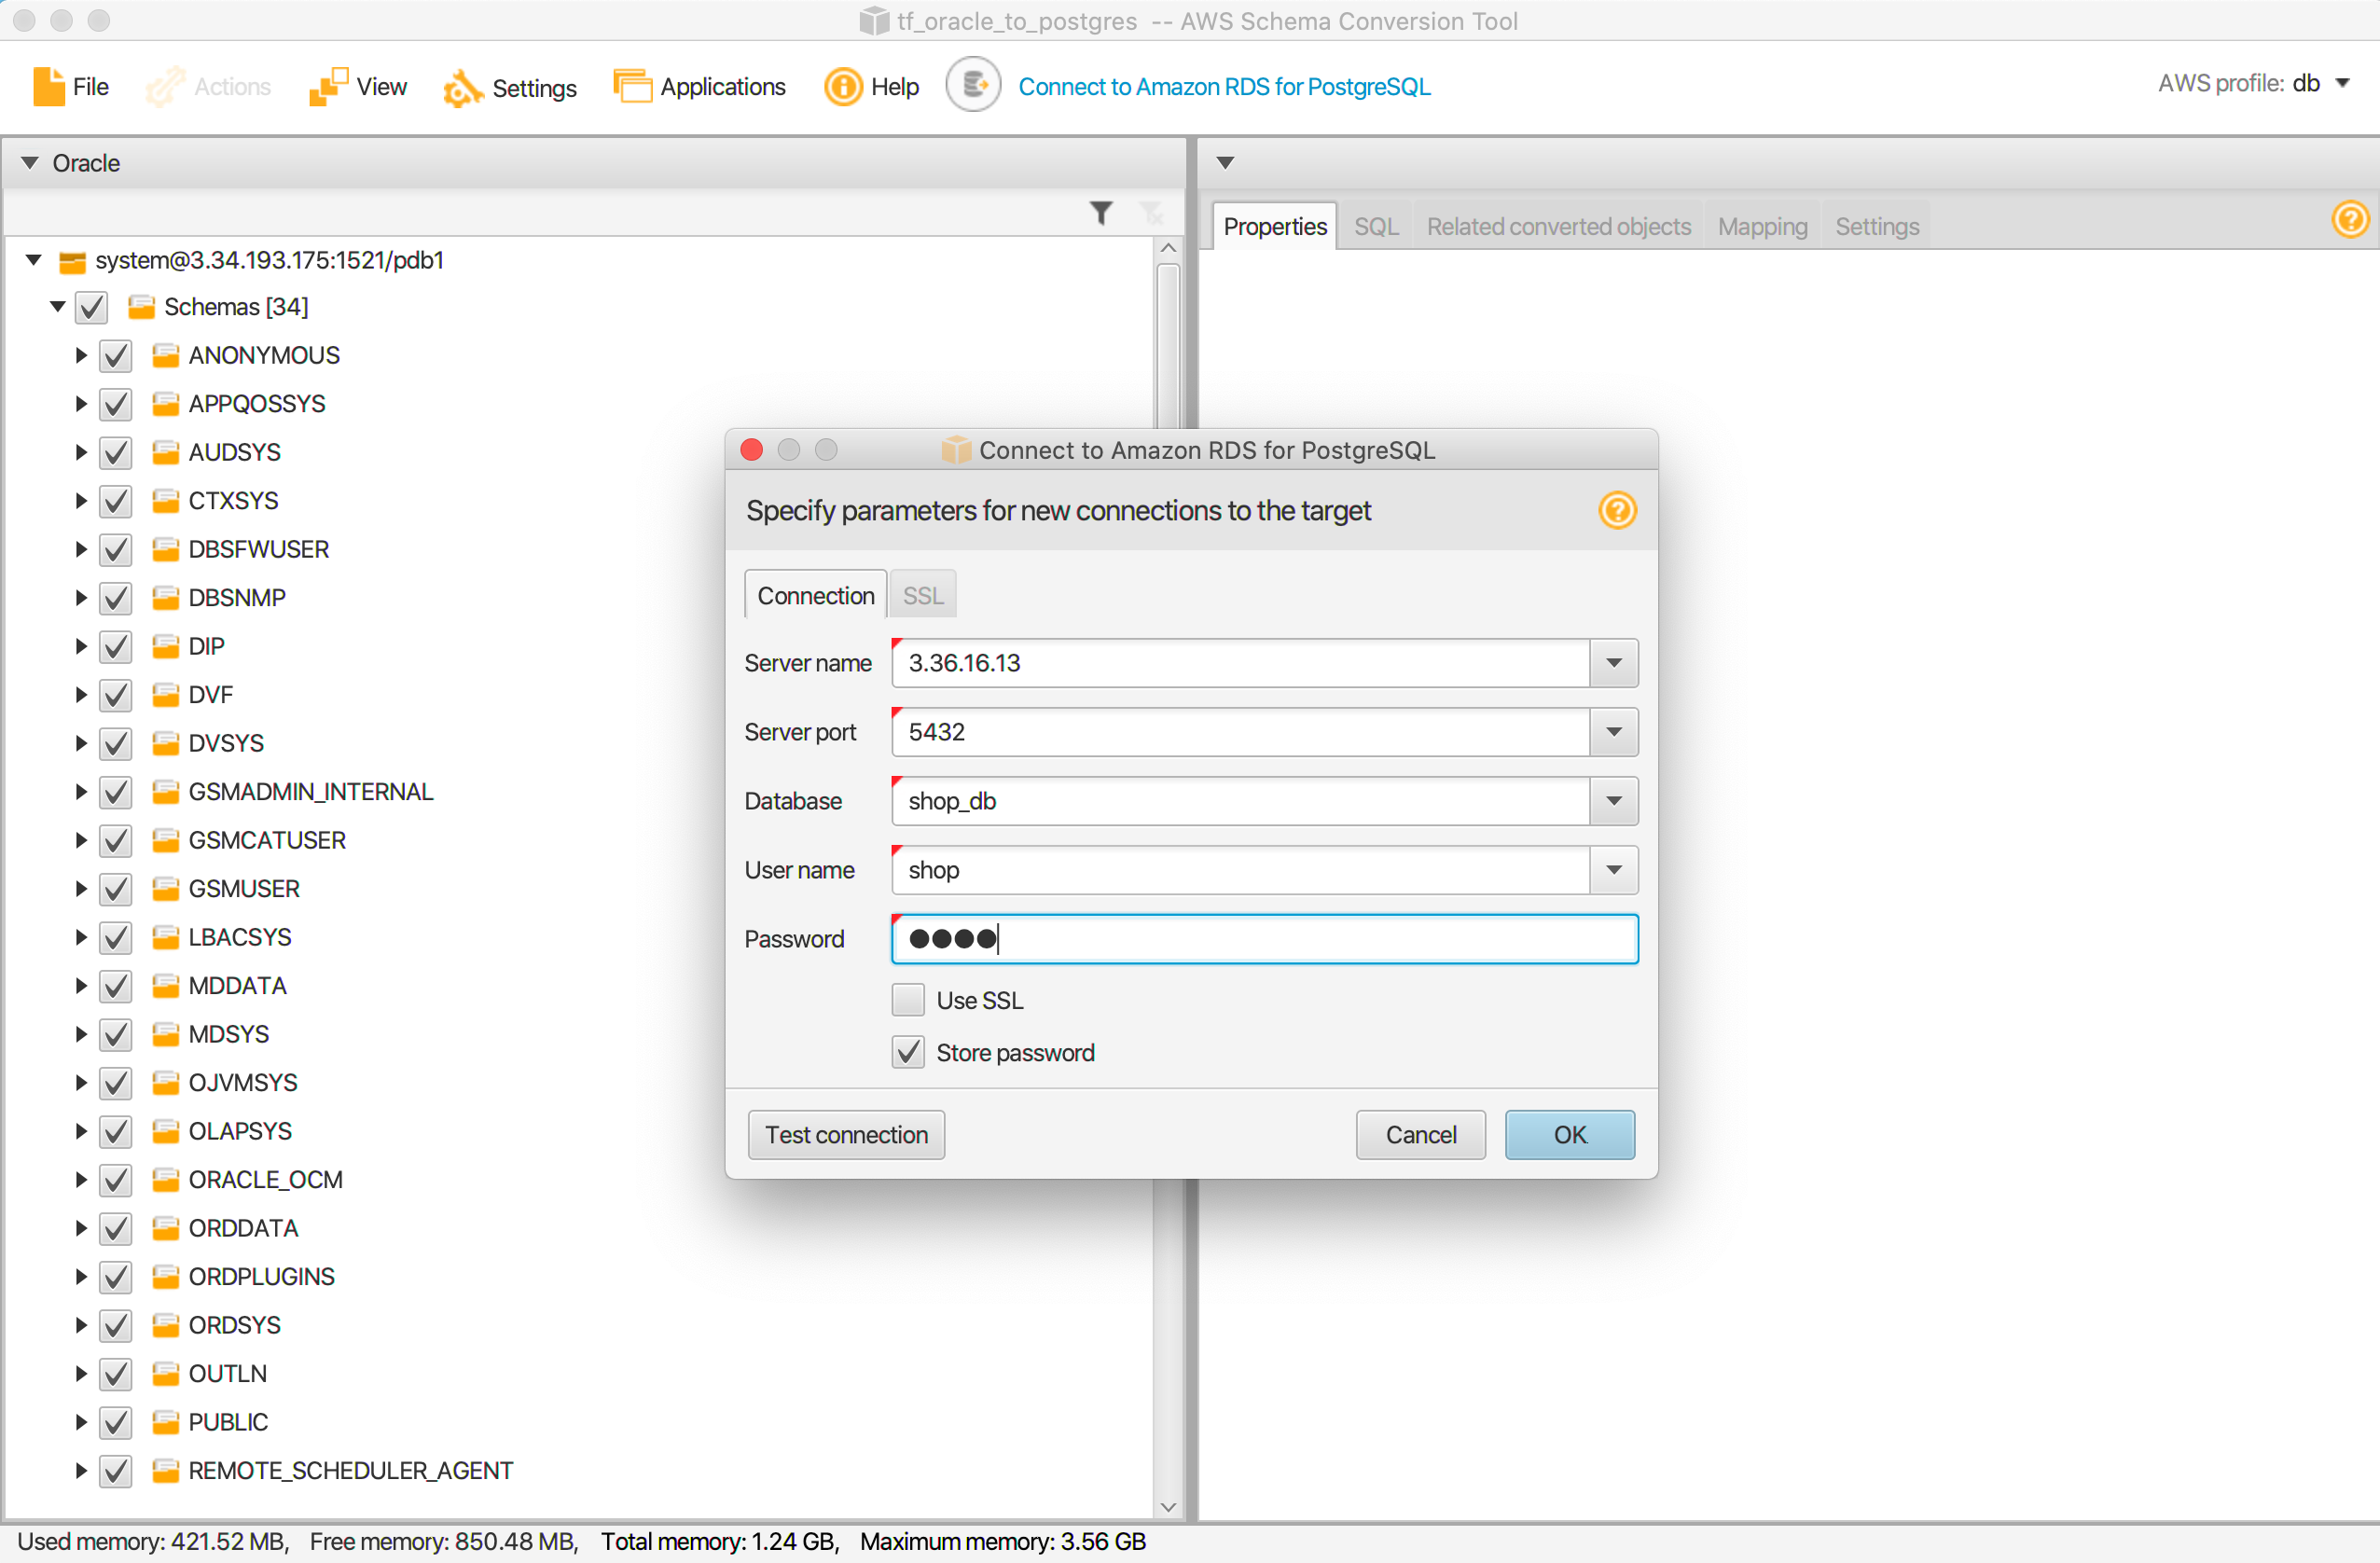 tf_oracle_to_postgres -- AWS Schema Conversion Tool
File Actions View Settings Applications Help Connect to Amazon RDS for PostgreSQL AWS profile: db
Oracle
Properties SQL Related converted objects Mapping Settings
system@3.34.193.175:1521/pdb1
Schemas [34]
ANONYMOUS
APPQOSSYS
AUDSYS
CTXSYS
DBSFWUSER
DBSNMP
DIP
DVF
DVSYS
GSMADMIN_INTERNAL
GSMCATUSER
GSMUSER
LBACSYS
MDDATA
MDSYS
OJVMSYS
OLAPSYS
ORACLE_OCM
ORDDATA
ORDPLUGINS
ORDSYS
OUTLN
PUBLIC
REMOTE_SCHEDULER_AGENT
Connect to Amazon RDS for PostgreSQL
Specify parameters for new connections to the target
Connection SSL
Server name 3.36.16.13
Server port 5432
Database shop_db
User name shop
Password ●●●●
Use SSL
Store password
Test connection Cancel OK
Used memory: 421.52 MB, Free memory: 850.48 MB, Total memory: 1.24 GB, Maximum memory: 3.56 GB